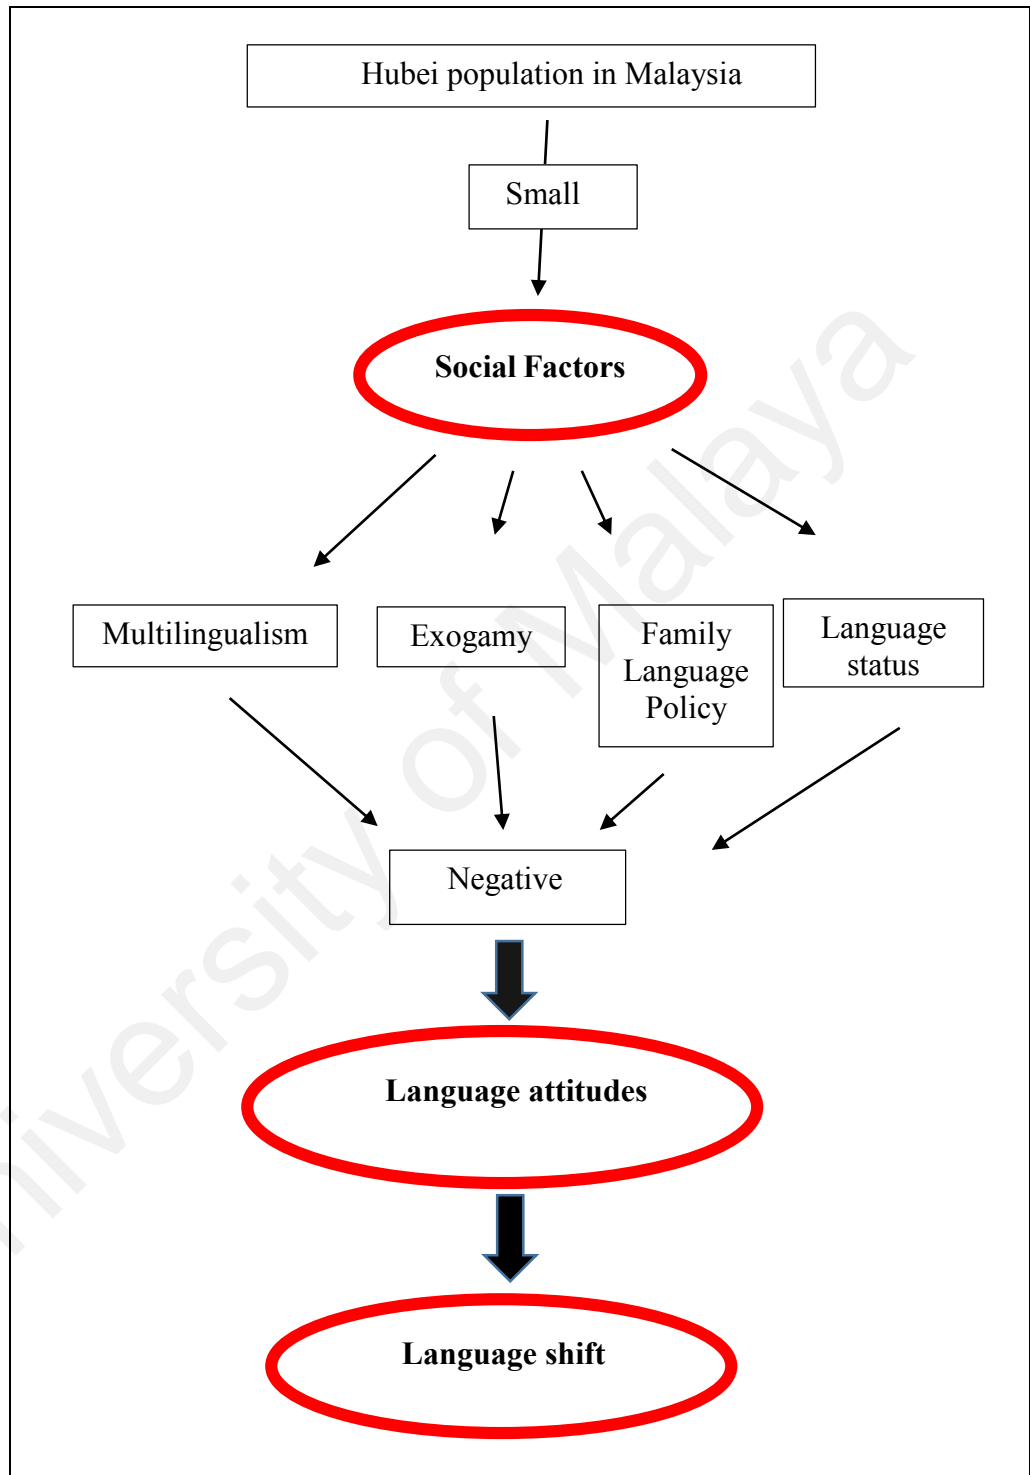 Hubei population in Malaysia
Small
Social Factors
Multilingualism
Exogamy
Family
Language
Policy
Language
status
Negative
Language attitudes
Language shift
University of Malaya